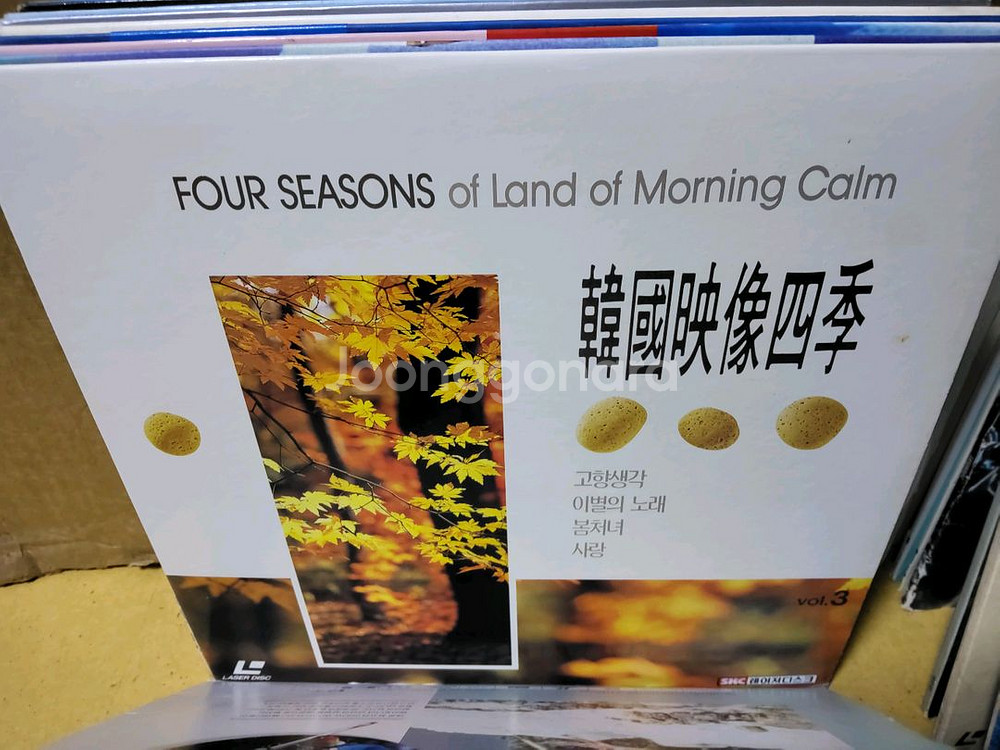 FOUR SEASONS of Land of Morning Calm
韓國映像四季
Joonggonara
고향생각
이별의 노래
봄처녀
사랑
vol.3
LASER DISC
SKC 레이저디스크